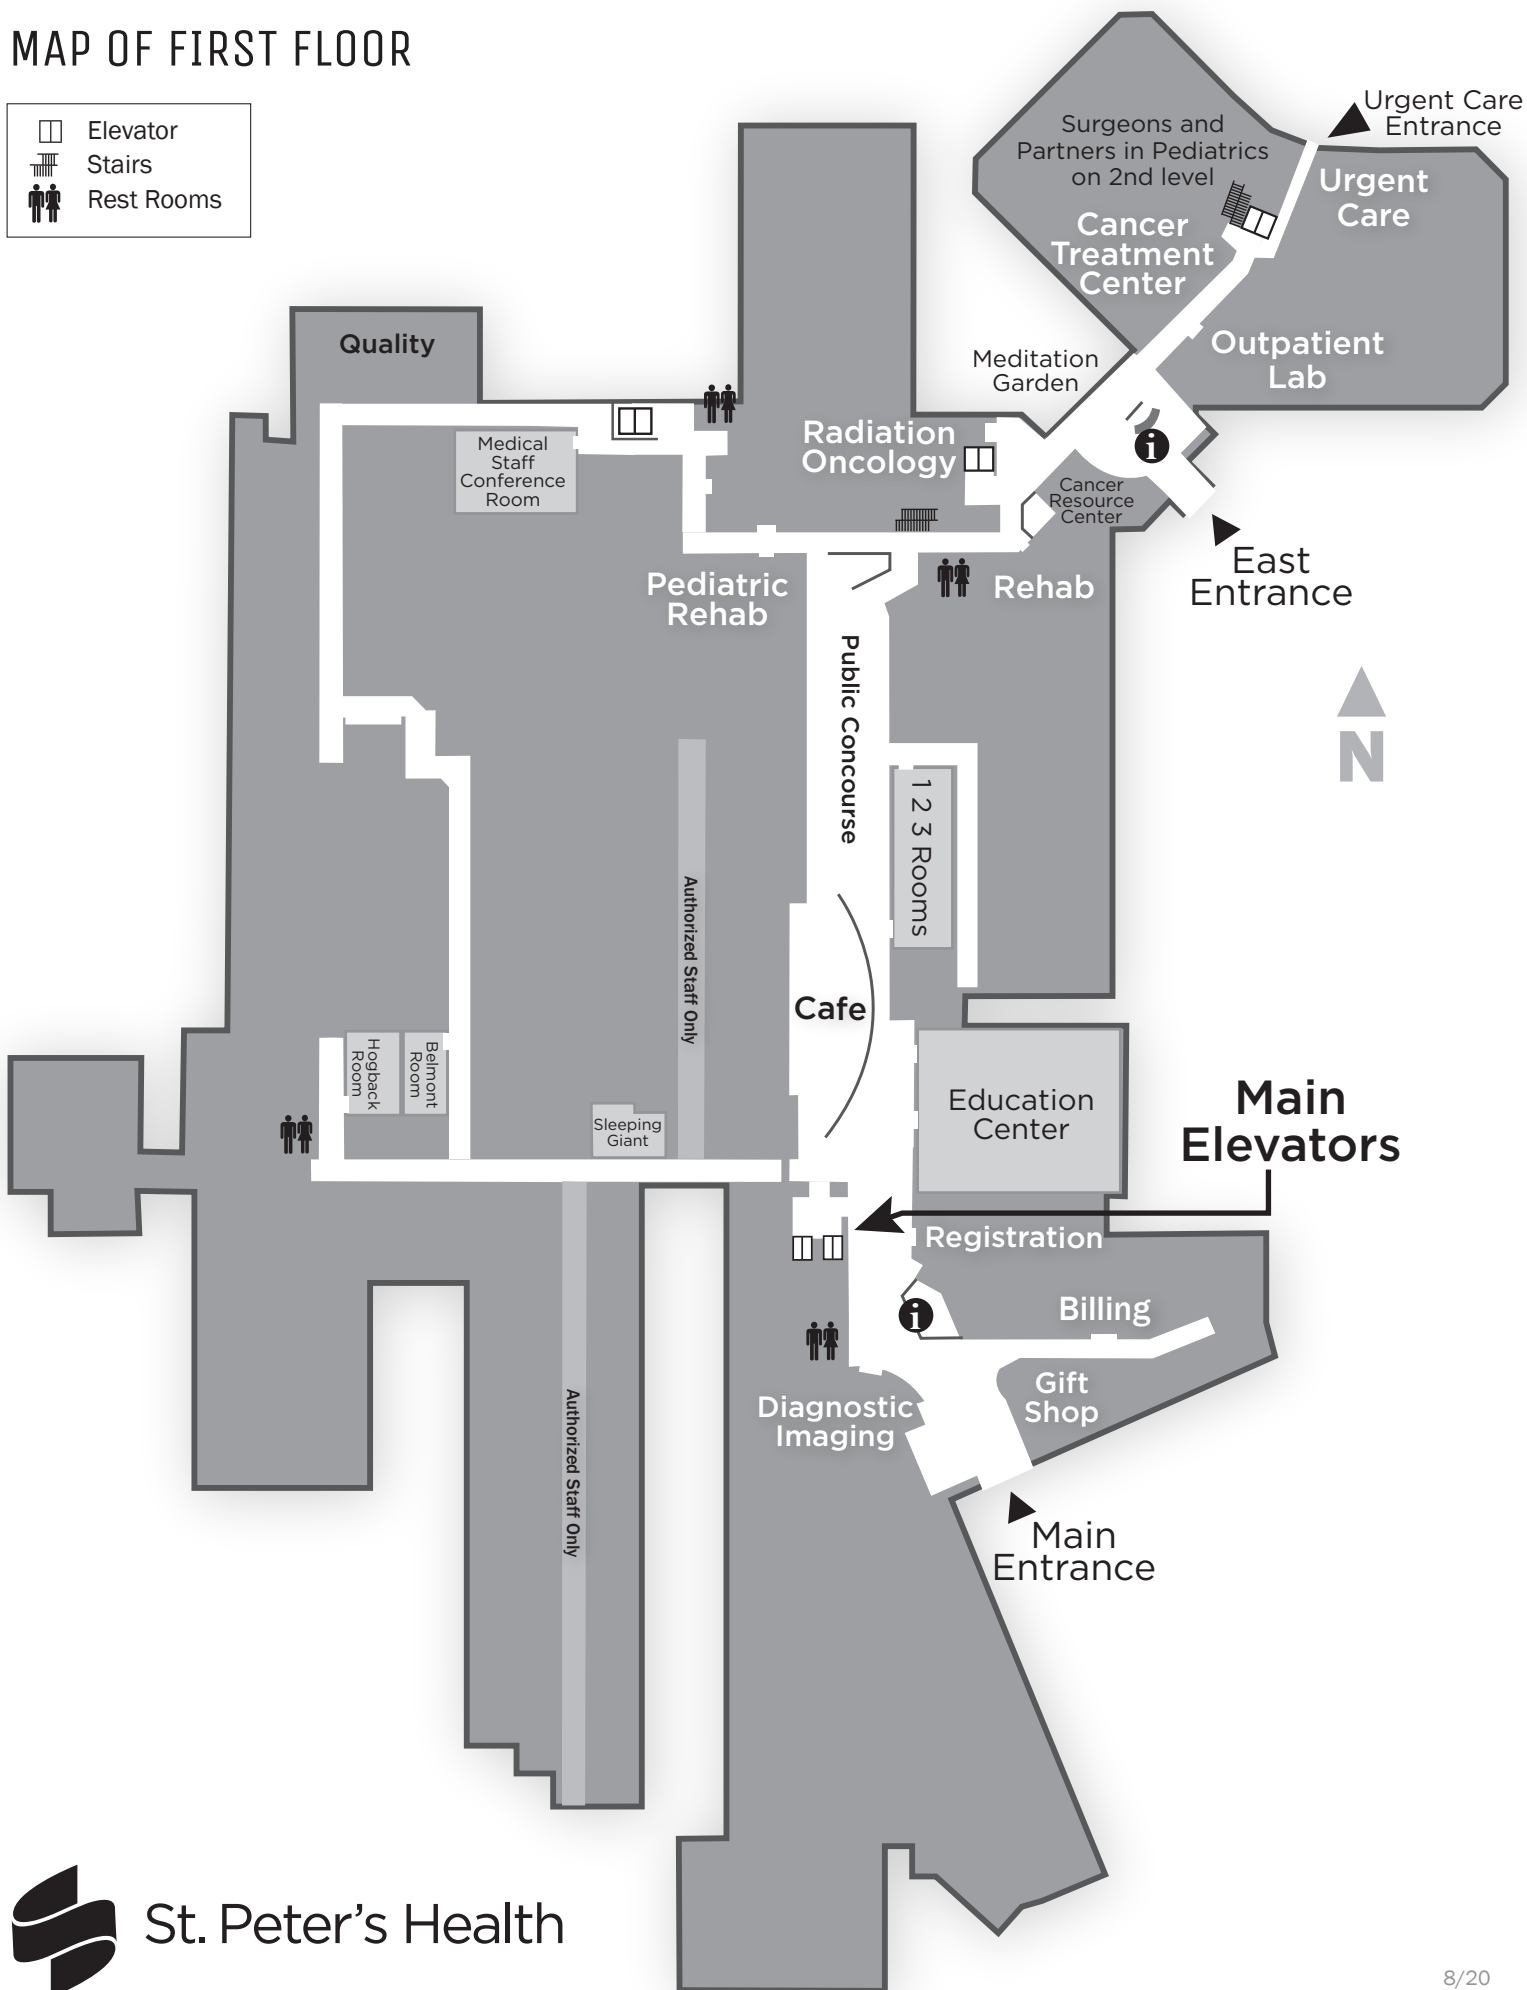 MAP OF FIRST FLOOR
Elevator
Stairs
Rest Rooms
Urgent Care
Entrance
Surgeons and
Partners in Pediatrics
on 2nd level
Urgent
Care
Cancer
Treatment
Center
Quality
Meditation
Garden
Outpatient
Lab
Medical
Staff
Conference
Room
Radiation
Oncology
i
Cancer
Resource
Center
East
Entrance
Pediatric
Rehab
Rehab
Public Concourse
N
1 2 3 Rooms
Authorized Staff Only
Cafe
Hogback
Room
Belmont
Room
Sleeping
Giant
Education
Center
Main
Elevators
Registration
i
Billing
Gift
Shop
Diagnostic
Imaging
Authorized Staff Only
Main
Entrance
St. Peter's Health
8/20